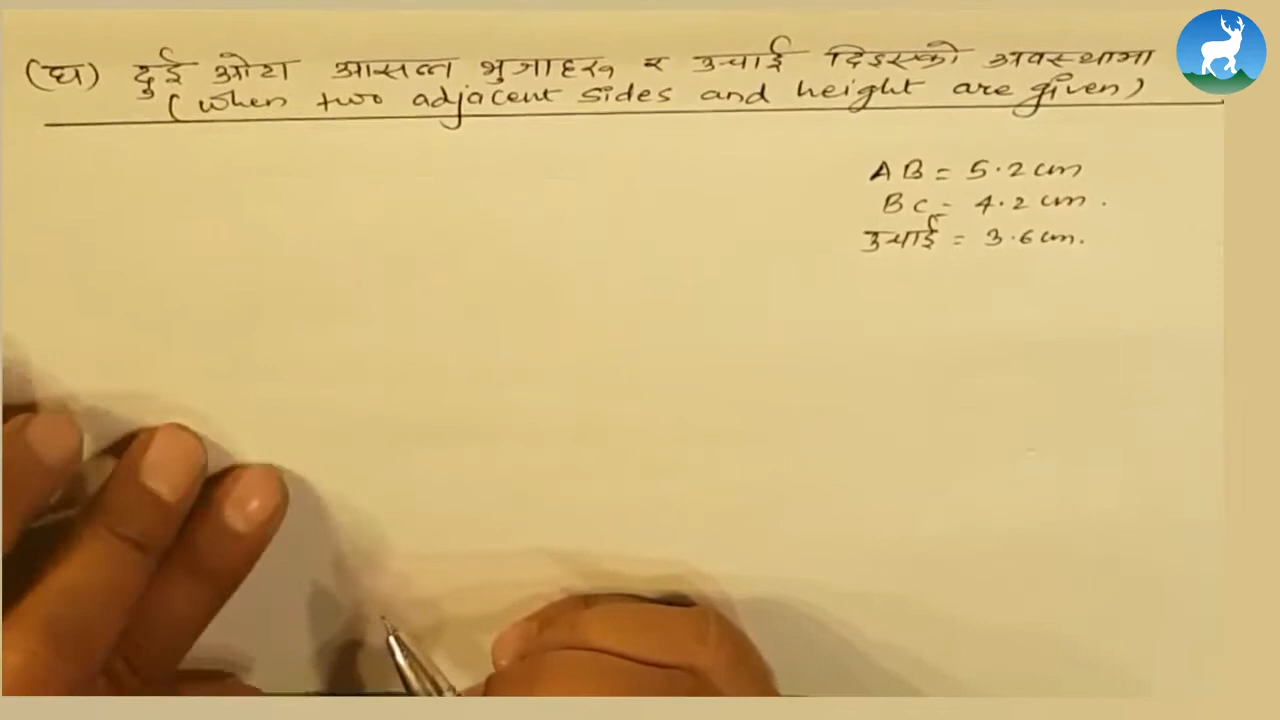 (घ) दुई ओटा आसन्न भुजाहरू र उचाई दिइएको अवस्थामा
(When two adjacent sides and height are given)
AB = 5.2 cm
BC = 4.2 cm.
उचाई = 3.6 cm.